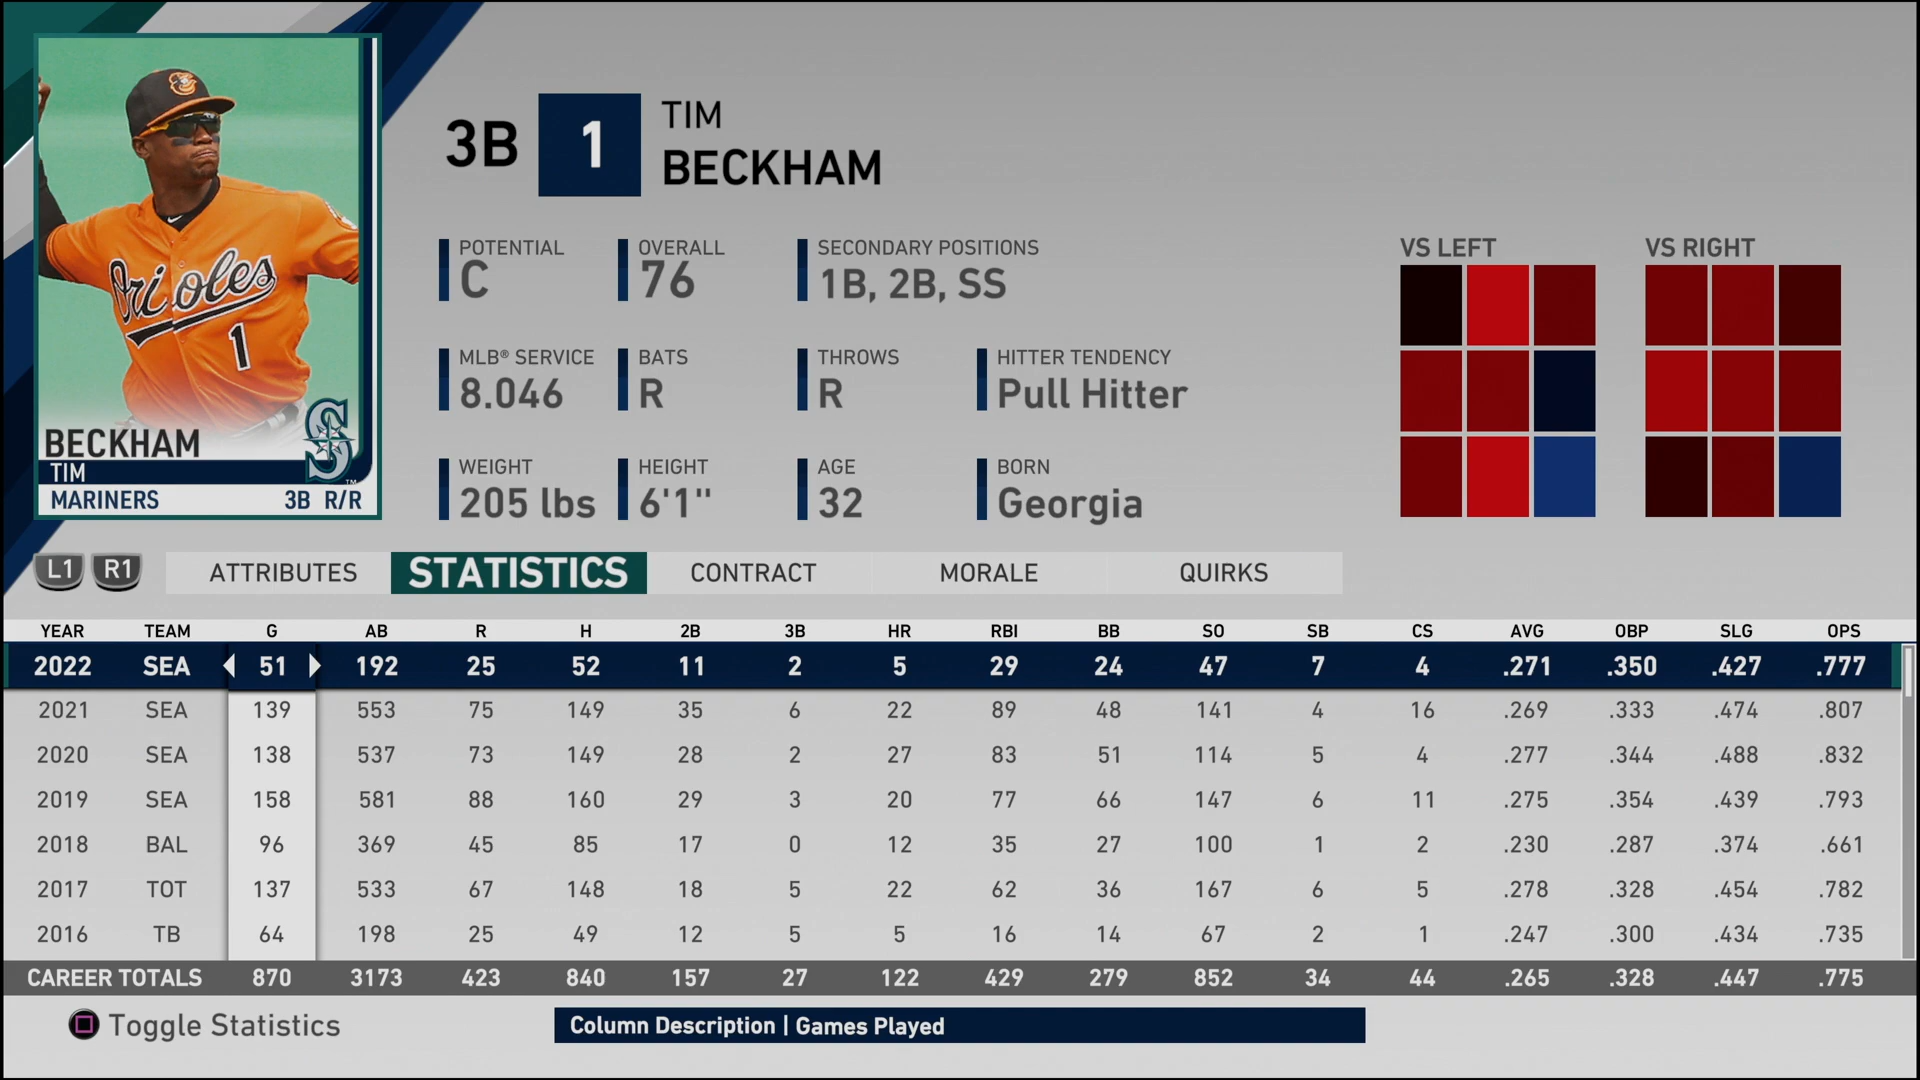 Orioles
1
BECKHAM
TIM
MARINERS 3B R/R
3B 1 TIM
BECKHAM
POTENTIAL OVERALL SECONDARY POSITIONS
C 76 1B, 2B, SS
MLB® SERVICE BATS THROWS HITTER TENDENCY
8.046 R R Pull Hitter
WEIGHT HEIGHT AGE BORN
205 lbs 6'1" 32 Georgia
VS LEFT VS RIGHT
L1 R1 ATTRIBUTES STATISTICS CONTRACT MORALE QUIRKS
YEAR TEAM G AB R H 2B 3B HR RBI BB SO SB CS AVG OBP SLG OPS
2022 SEA 51 192 25 52 11 2 5 29 24 47 7 4 .271 .350 .427 .777
2021 SEA 139 553 75 149 35 6 22 89 48 141 4 16 .269 .333 .474 .807
2020 SEA 138 537 73 149 28 2 27 83 51 114 5 4 .277 .344 .488 .832
2019 SEA 158 581 88 160 29 3 20 77 66 147 6 11 .275 .354 .439 .793
2018 BAL 96 369 45 85 17 0 12 35 27 100 1 2 .230 .287 .374 .661
2017 TOT 137 533 67 148 18 5 22 62 36 167 6 5 .278 .328 .454 .782
2016 TB 64 198 25 49 12 5 5 16 14 67 2 1 .247 .300 .434 .735
CAREER TOTALS 870 3173 423 840 157 27 122 429 279 852 34 44 .265 .328 .447 .775
Toggle Statistics
Column Description | Games Played